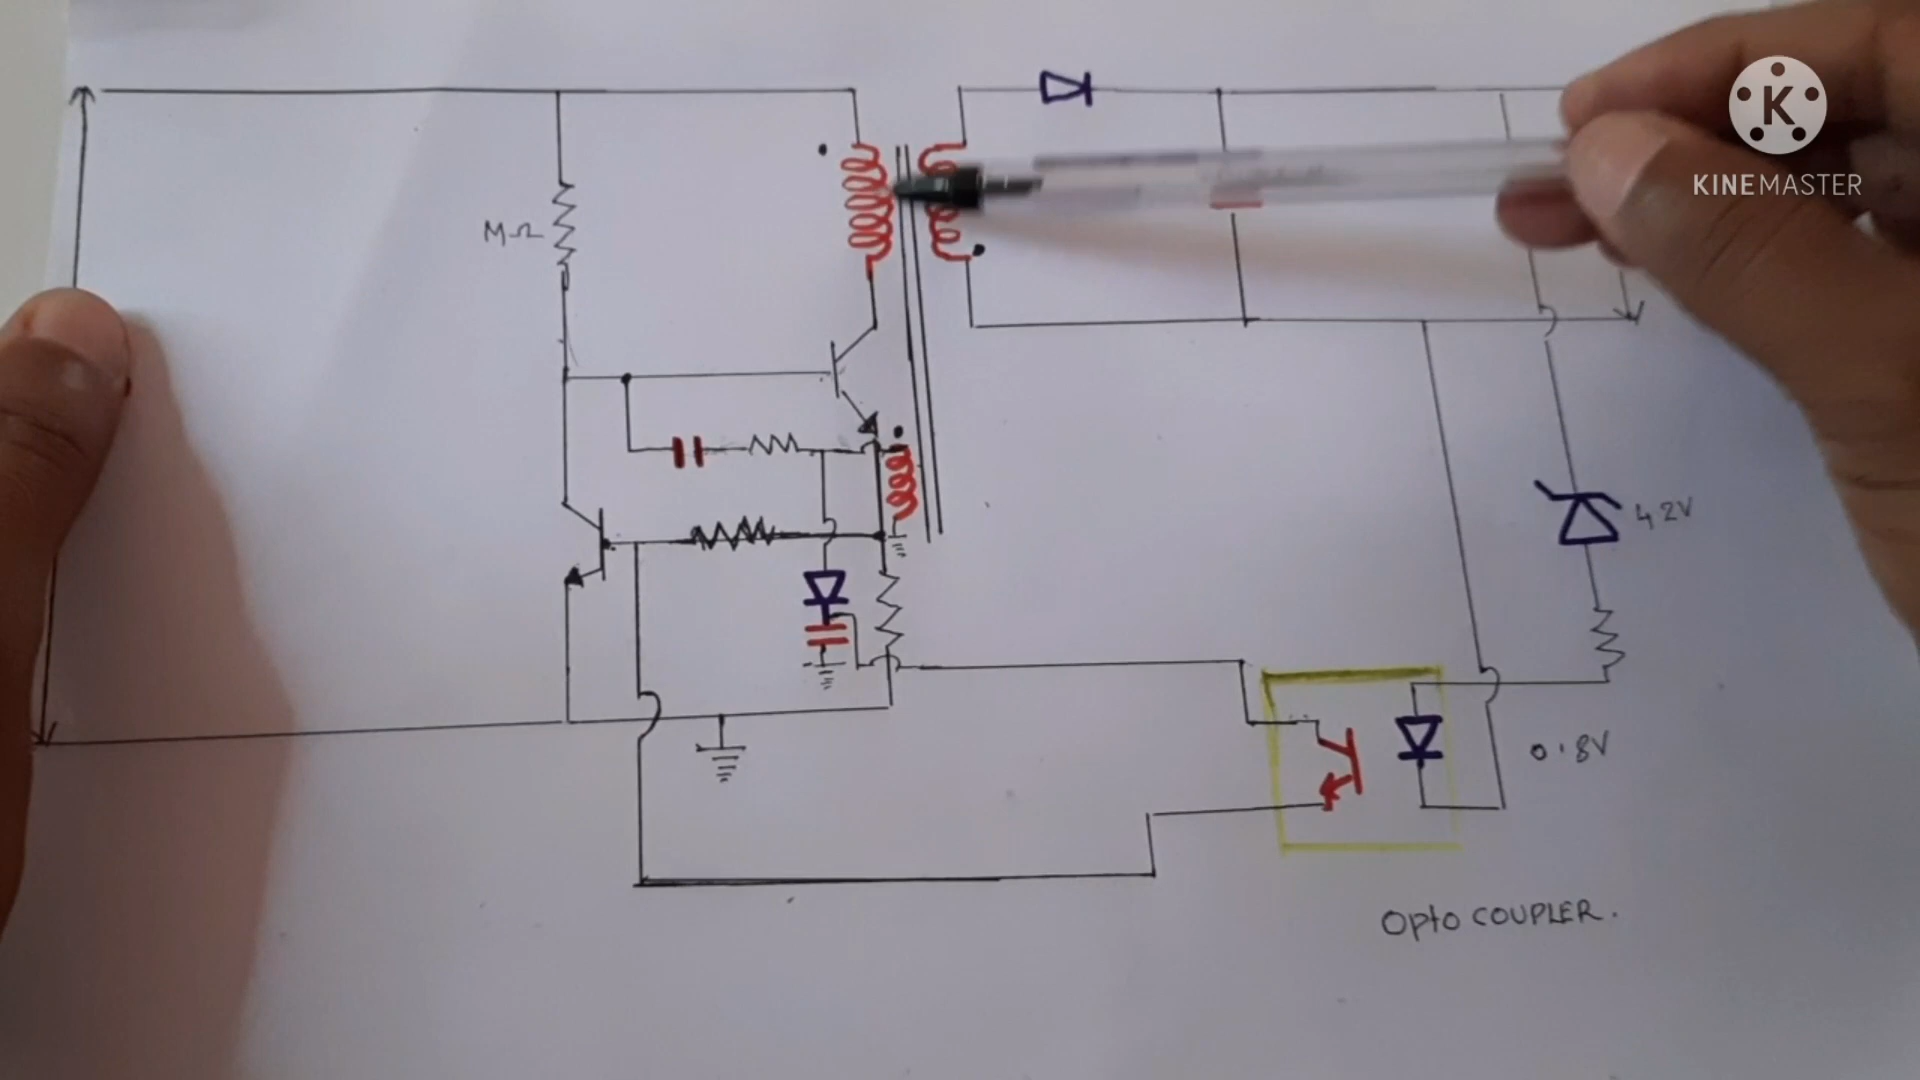 K
KINEMASTER
MΩ
4.2V
0.8V
Opto COUPLER.